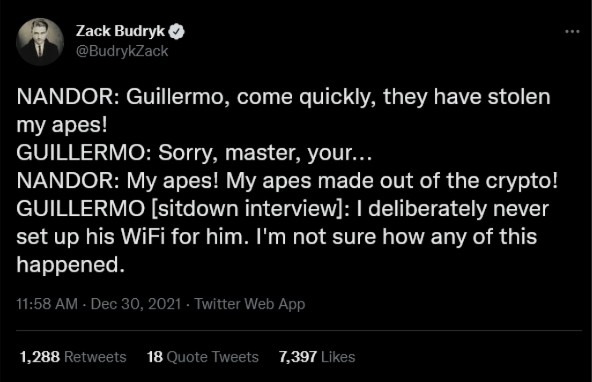 Zack Budryk
@BudrykZack
NANDOR: Guillermo, come quickly, they have stolen
my apes!
GUILLERMO: Sorry, master, your...
NANDOR: My apes! My apes made out of the crypto!
GUILLERMO [sitdown interview]: I deliberately never
set up his WiFi for him. I'm not sure how any of this
happened.
11:58 AM · Dec 30, 2021 · Twitter Web App
1,288 Retweets 18 Quote Tweets 7,397 Likes